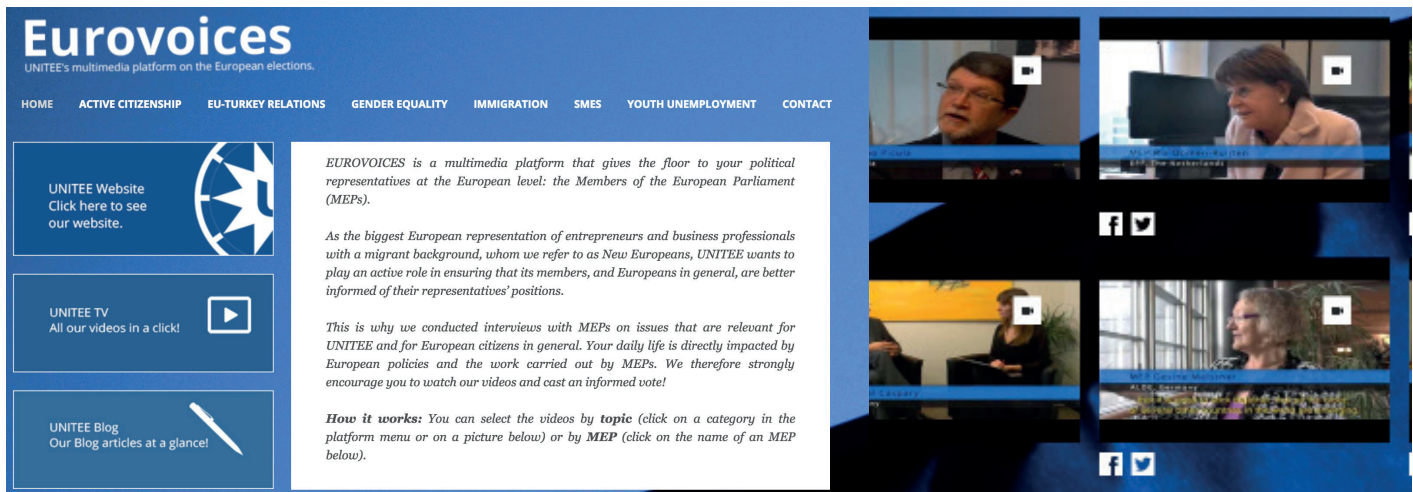 Eurovoices
UNITEE's multimedia platform on the European elections.
HOME ACTIVE CITIZENSHIP EU-TURKEY RELATIONS GENDER EQUALITY IMMIGRATION SMES YOUTH UNEMPLOYMENT CONTACT
UNITEE Website
Click here to see
our website.
UNITEE TV
All our videos in a click!
UNITEE Blog
Our Blog articles at a glance!
EUROVOICES is a multimedia platform that gives the floor to your political
representatives at the European level: the Members of the European Parliament
(MEPs).
As the biggest European representation of entrepreneurs and business professionals
with a migrant background, whom we refer to as New Europeans, UNITEE wants to
play an active role in ensuring that its members, and Europeans in general, are better
informed of their representatives' positions.
This is why we conducted interviews with MEPs on issues that are relevant for
UNITEE and for European citizens in general. Your daily life is directly impacted by
European policies and the work carried out by MEPs. We therefore strongly
encourage you to watch our videos and cast an informed vote!
How it works: You can select the videos by topic (click on a category in the
platform menu or on a picture below) or by MEP (click on the name of an MEP
below).
EPP, The Netherlands
ALDE, Germany